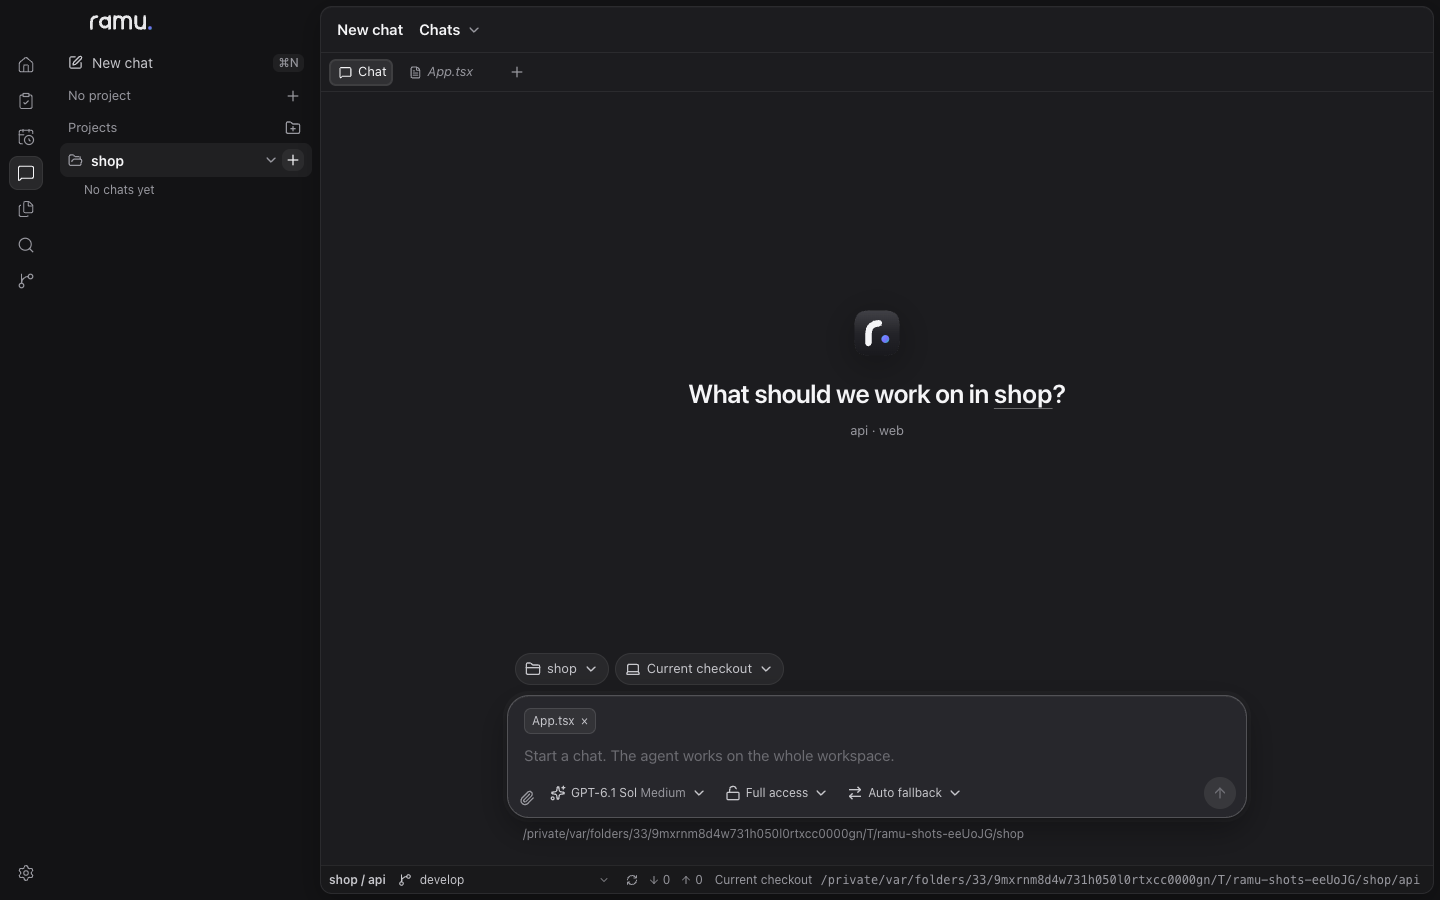 ramu.
New chat ⌘N
No project
Projects
shop
No chats yet
New chat Chats
Chat App.tsx
What should we work on in shop?
api · web
shop Current checkout
App.tsx ×
Start a chat. The agent works on the whole workspace.
GPT-6.1 Sol Medium Full access Auto fallback
/private/var/folders/33/9mxrnm8d4w731h050l0rtxcc0000gn/T/ramu-shots-eeUoJG/shop
shop / api develop ↓ 0 ↑ 0 Current checkout /private/var/folders/33/9mxrnm8d4w731h050l0rtxcc0000gn/T/ramu-shots-eeUoJG/shop/api